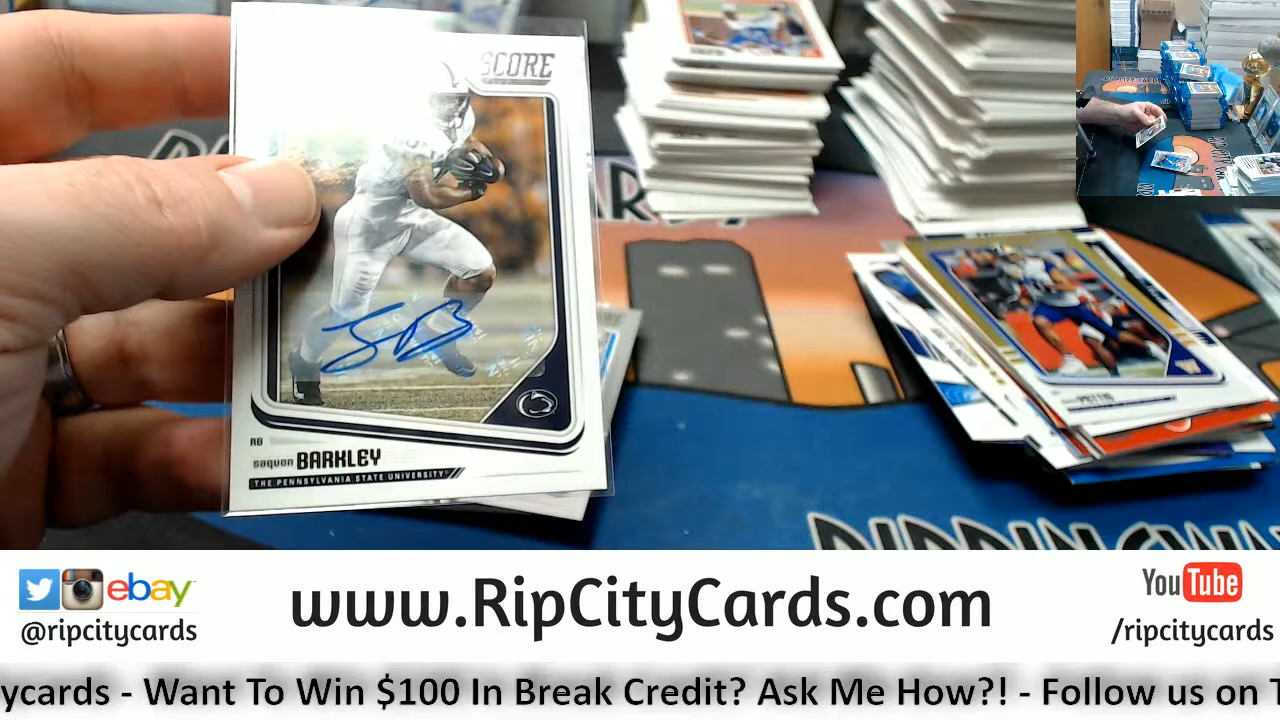 SCORE
RB
saquon BARKLEY
THE PENNSYLVANIA STATE UNIVERSITY
ebay
@ripcitycards
www.RipCityCards.com
YouTube
/ripcitycards
ycards - Want To Win $100 In Break Credit? Ask Me How?! - Follow us on T